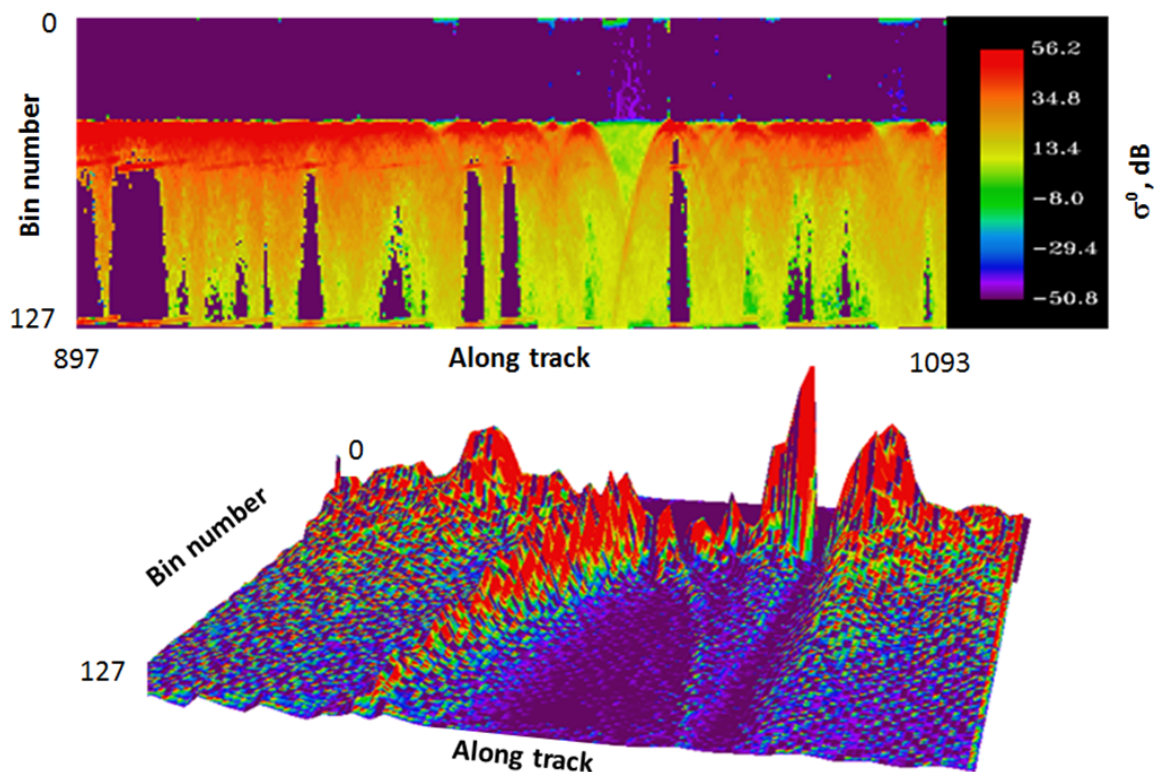 0
Bin number
127
897
Along track
1093
56.2
34.8
13.4
−8.0
−29.4
−50.8
σ⁰, dB
0
Bin number
127
Along track